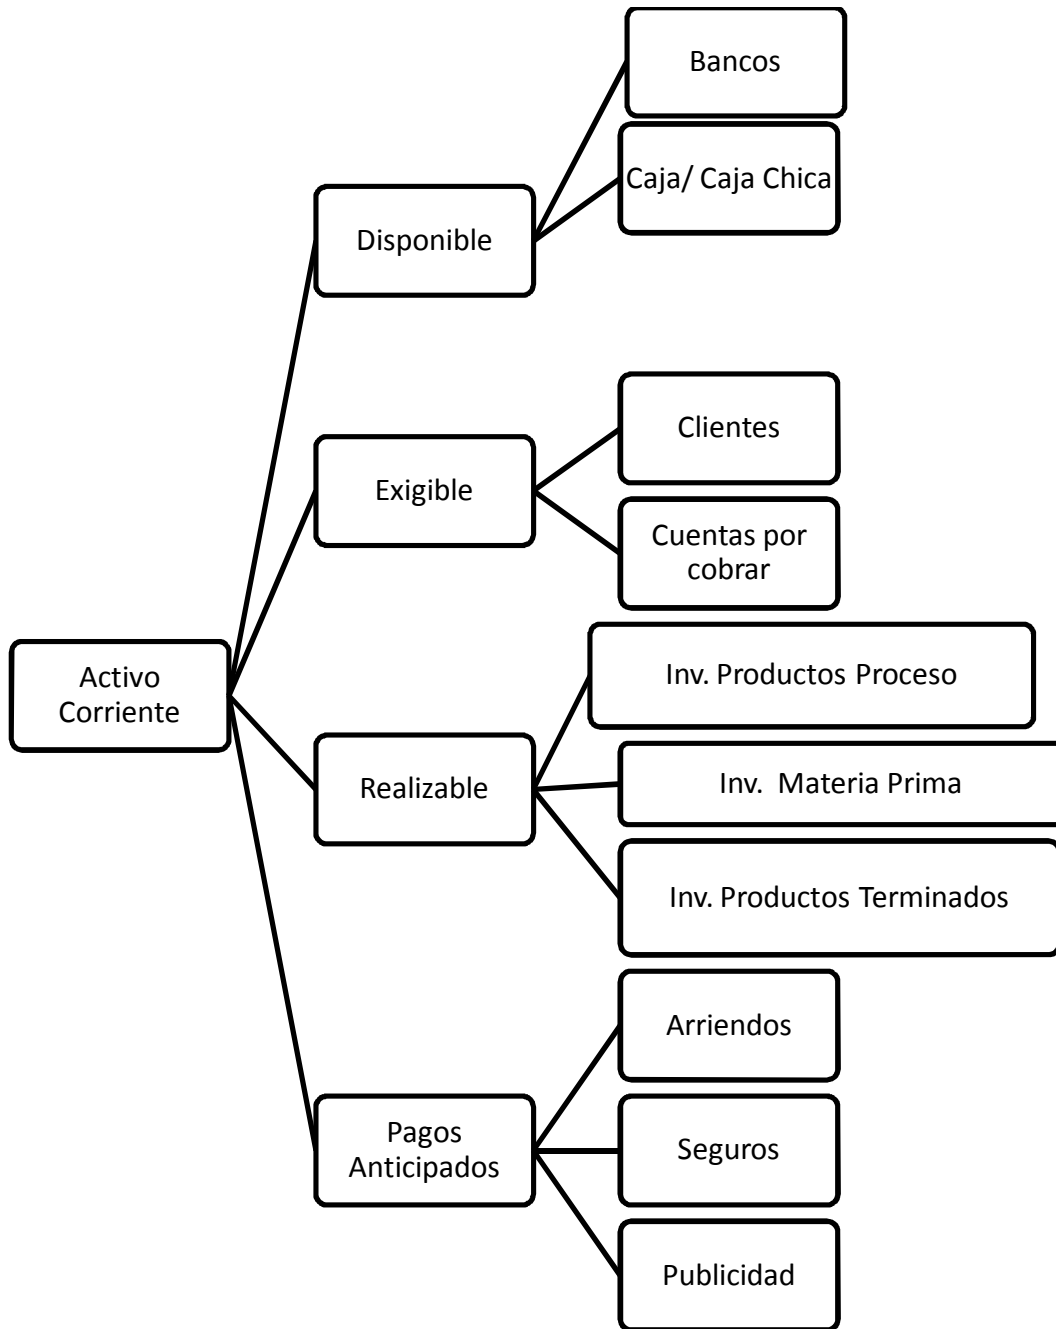 Activo
Corriente
Disponible
Bancos
Caja/ Caja Chica
Exigible
Clientes
Cuentas por
cobrar
Realizable
Inv. Productos Proceso
Inv.  Materia Prima
Inv. Productos Terminados
Pagos
Anticipados
Arriendos
Seguros
Publicidad